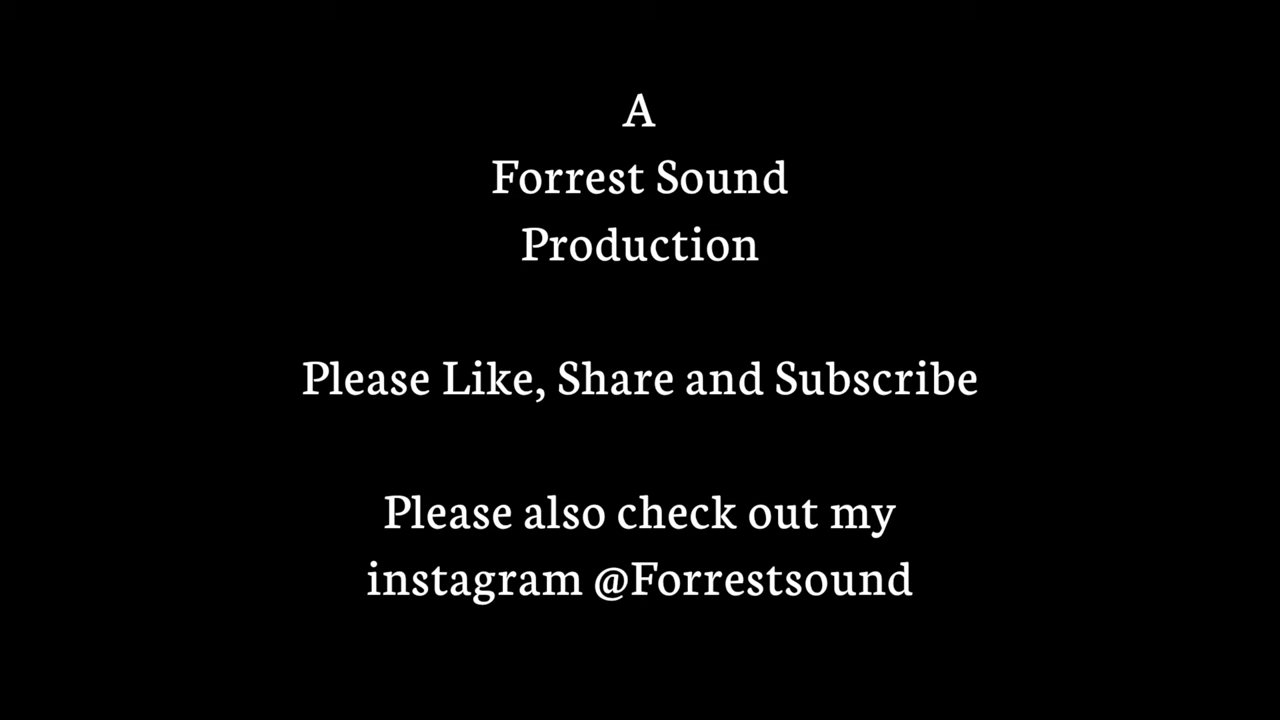 A
Forrest Sound
Production
Please Like, Share and Subscribe
Please also check out my
instagram @Forrestsound